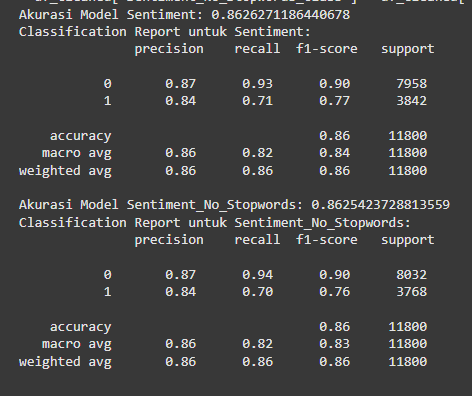 Akurasi Model Sentiment: 0.8626271186440678
Classification Report untuk Sentiment:
precision recall f1-score support
0 0.87 0.93 0.90 7958
1 0.84 0.71 0.77 3842
accuracy 0.86 11800
macro avg 0.86 0.82 0.84 11800
weighted avg 0.86 0.86 0.86 11800
Akurasi Model Sentiment_No_Stopwords: 0.8625423728813559
Classification Report untuk Sentiment_No_Stopwords:
precision recall f1-score support
0 0.87 0.94 0.90 8032
1 0.84 0.70 0.76 3768
accuracy 0.86 11800
macro avg 0.86 0.82 0.83 11800
weighted avg 0.86 0.86 0.86 11800